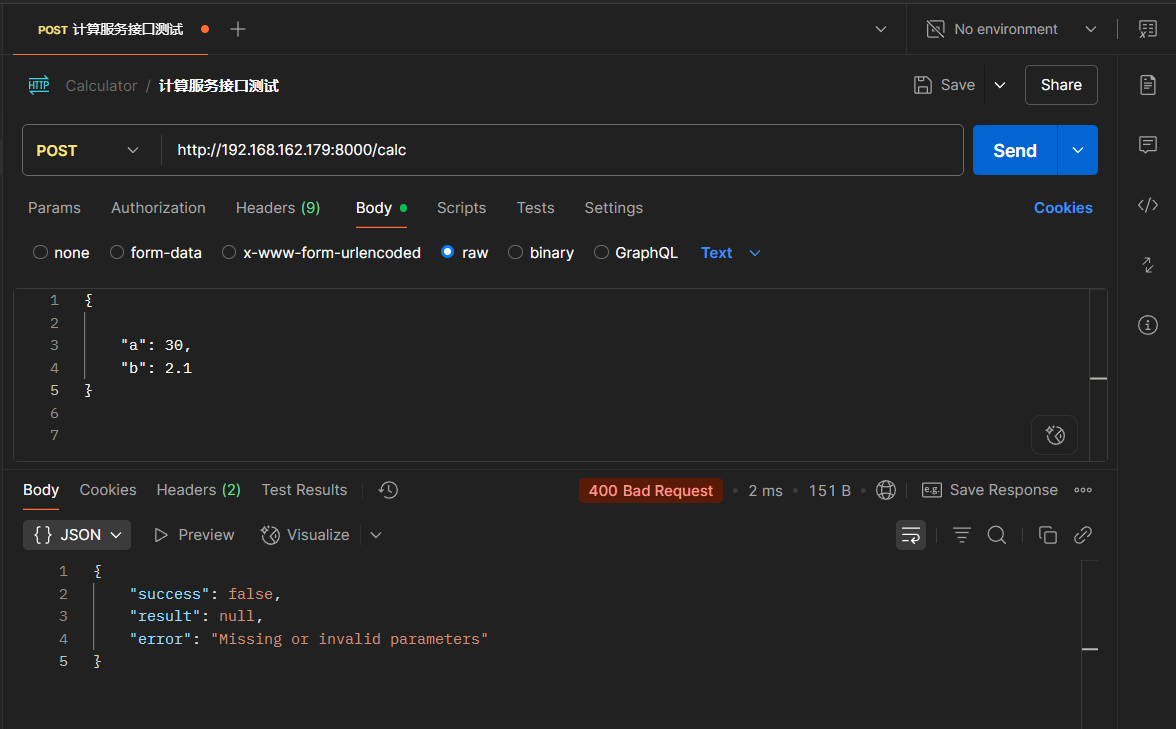 POST 计算服务接口测试
No environment
HTTP Calculator / 计算服务接口测试
Save
Share
POST
http://192.168.162.179:8000/calc
Send
Params Authorization Headers (9) Body Scripts Tests Settings Cookies
none form-data x-www-form-urlencoded raw binary GraphQL Text
1 {
2
3 "a": 30,
4 "b": 2.1
5 }
6
7
Body Cookies Headers (2) Test Results 400 Bad Request • 2 ms • 151 B • e.g. Save Response
{} JSON Preview Visualize
1 {
2 "success": false,
3 "result": null,
4 "error": "Missing or invalid parameters"
5 }